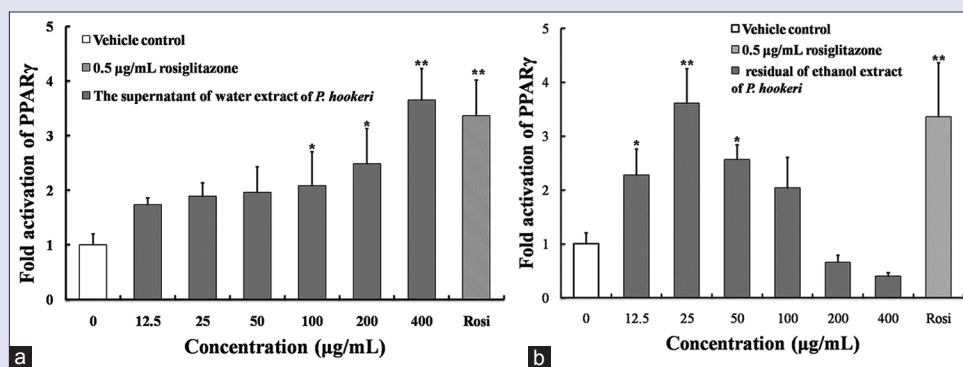 5
4
3
2
1
0
Fold activation of PPARγ
Vehicle control
0.5 µg/mL rosiglitazone
The supernatant of water extract of P. hookeri
*
*
**
**
0 12.5 25 50 100 200 400 Rosi
Concentration (µg/mL)
a
5
4
3
2
1
0
Fold activation of PPARγ
Vehicle control
0.5 µg/mL rosiglitazone
residual of ethanol extract
of P. hookeri
*
**
*
**
0 12.5 25 50 100 200 400 Rosi
Concentration (µg/mL)
b